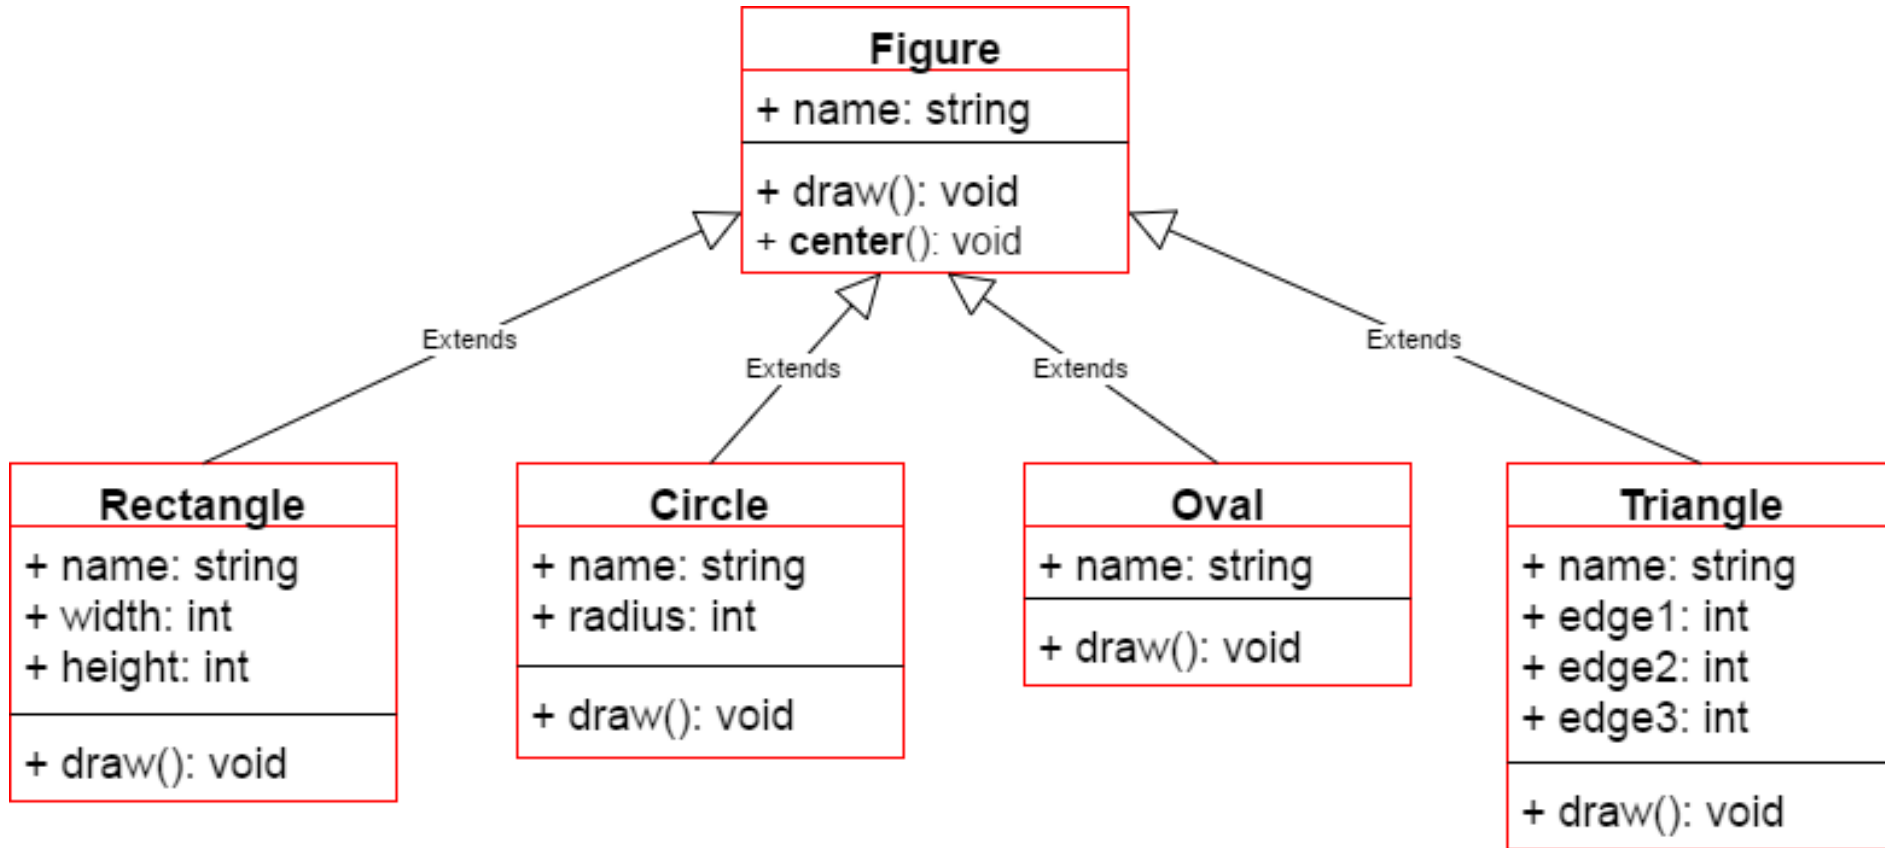 Figure
+ name: string
+ draw(): void
+ center(): void
Extends
Extends
Extends
Extends
Rectangle
+ name: string
+ width: int
+ height: int
+ draw(): void
Circle
+ name: string
+ radius: int
+ draw(): void
Oval
+ name: string
+ draw(): void
Triangle
+ name: string
+ edge1: int
+ edge2: int
+ edge3: int
+ draw(): void